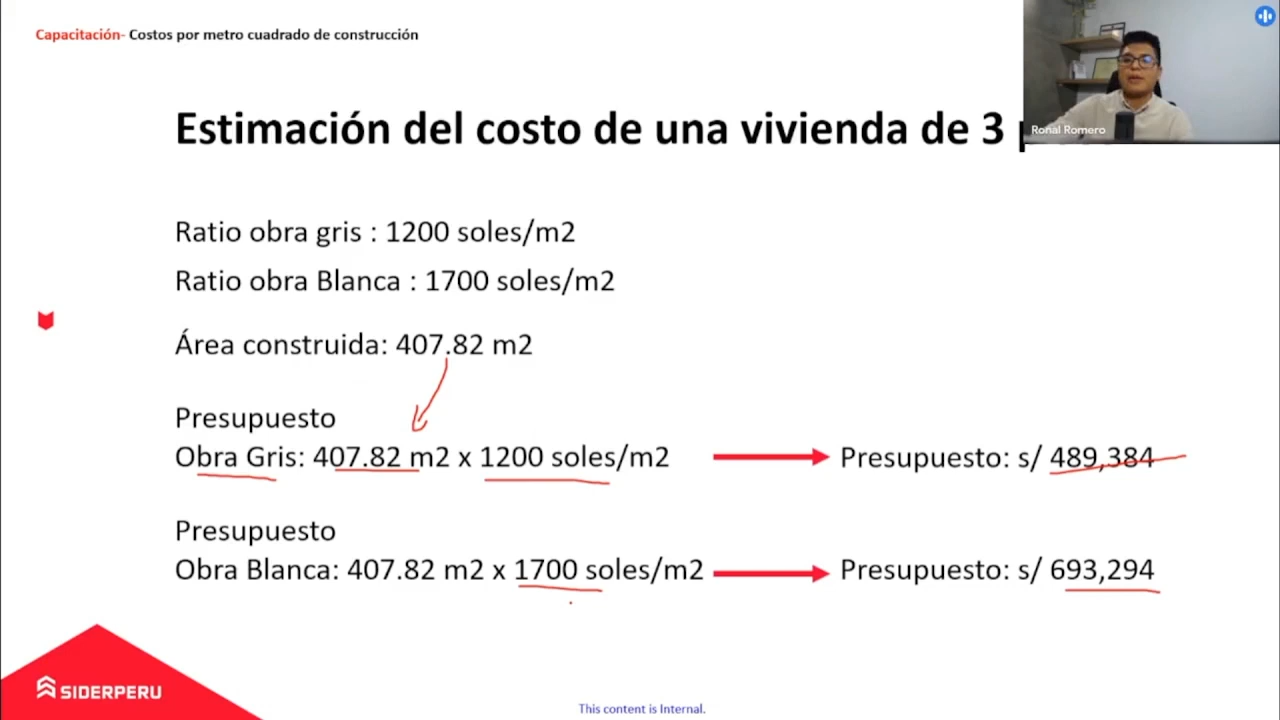 Capacitación- Costos por metro cuadrado de construcción
Ronal Romero
Estimación del costo de una vivienda de 3
Ratio obra gris : 1200 soles/m2
Ratio obra Blanca : 1700 soles/m2
Área construida: 407.82 m2
Presupuesto
Obra Gris: 407.82 m2 x 1200 soles/m2
Presupuesto: s/ 489,384
Presupuesto
Obra Blanca: 407.82 m2 x 1700 soles/m2
Presupuesto: s/ 693,294
SIDERPERU
This content is Internal.